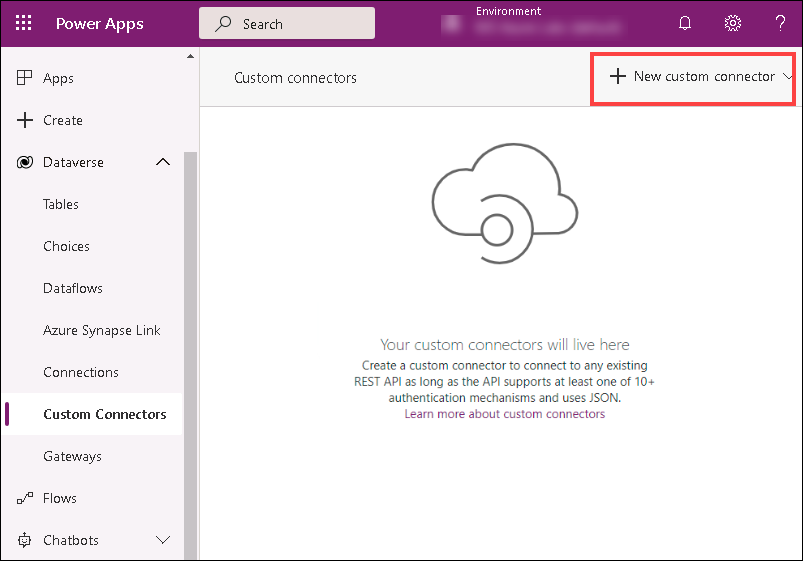 Power Apps
Search
Environment
?
Apps
Create
Dataverse
Tables
Choices
Dataflows
Azure Synapse Link
Connections
Custom Connectors
Gateways
Flows
Chatbots
Custom connectors
New custom connector
Your custom connectors will live here
Create a custom connector to connect to any existing
REST API as long as the API supports at least one of 10+
authentication mechanisms and uses JSON.
Learn more about custom connectors